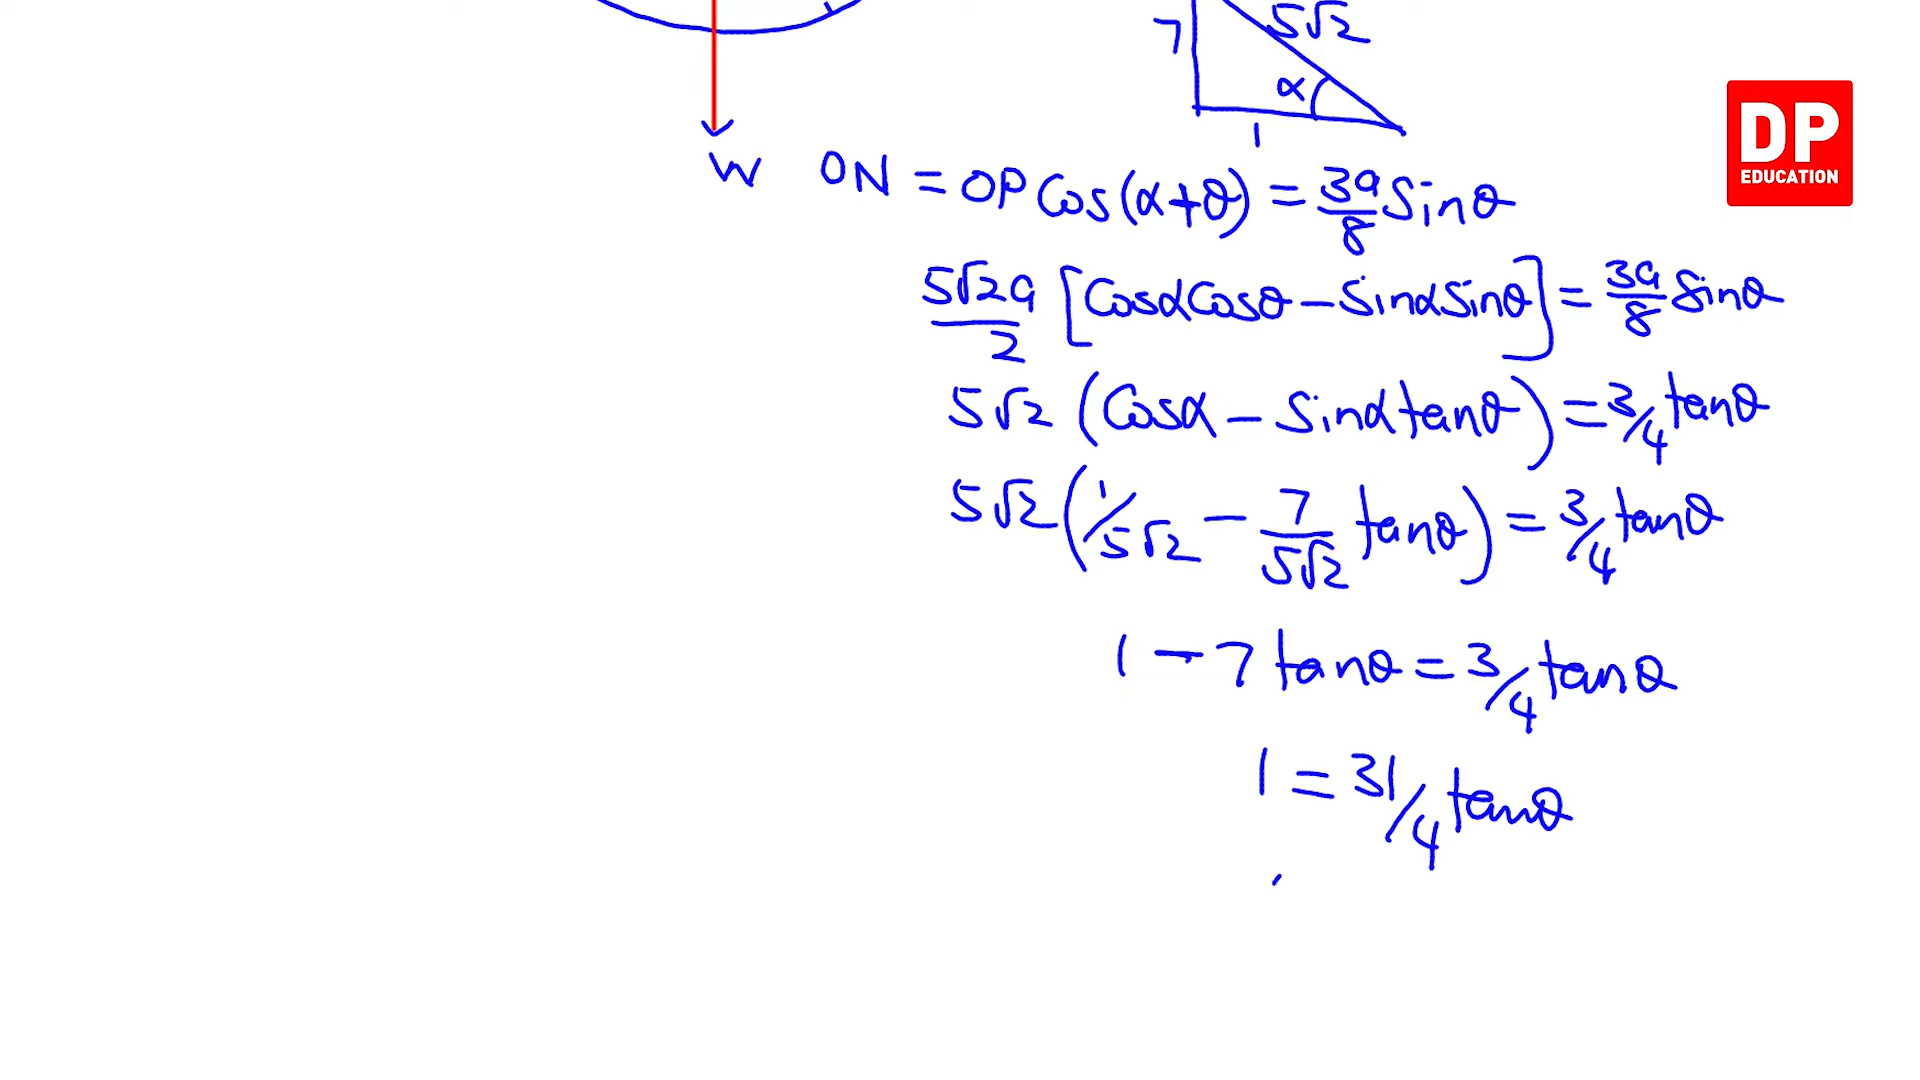 7
5√2
α
1
DP
EDUCATION
W
ON = OP Cos(α+θ) = 3a/8 Sinθ
5√2a/2 [CosαCosθ - SinαSinθ] = 3a/8 Sinθ
5√2 (Cosα - Sinαtanθ) = 3/4 tanθ
5√2 (1/5√2 - 7/5√2 tanθ) = 3/4 tanθ
1 - 7 tanθ = 3/4 tanθ
1 = 31/4 tanθ